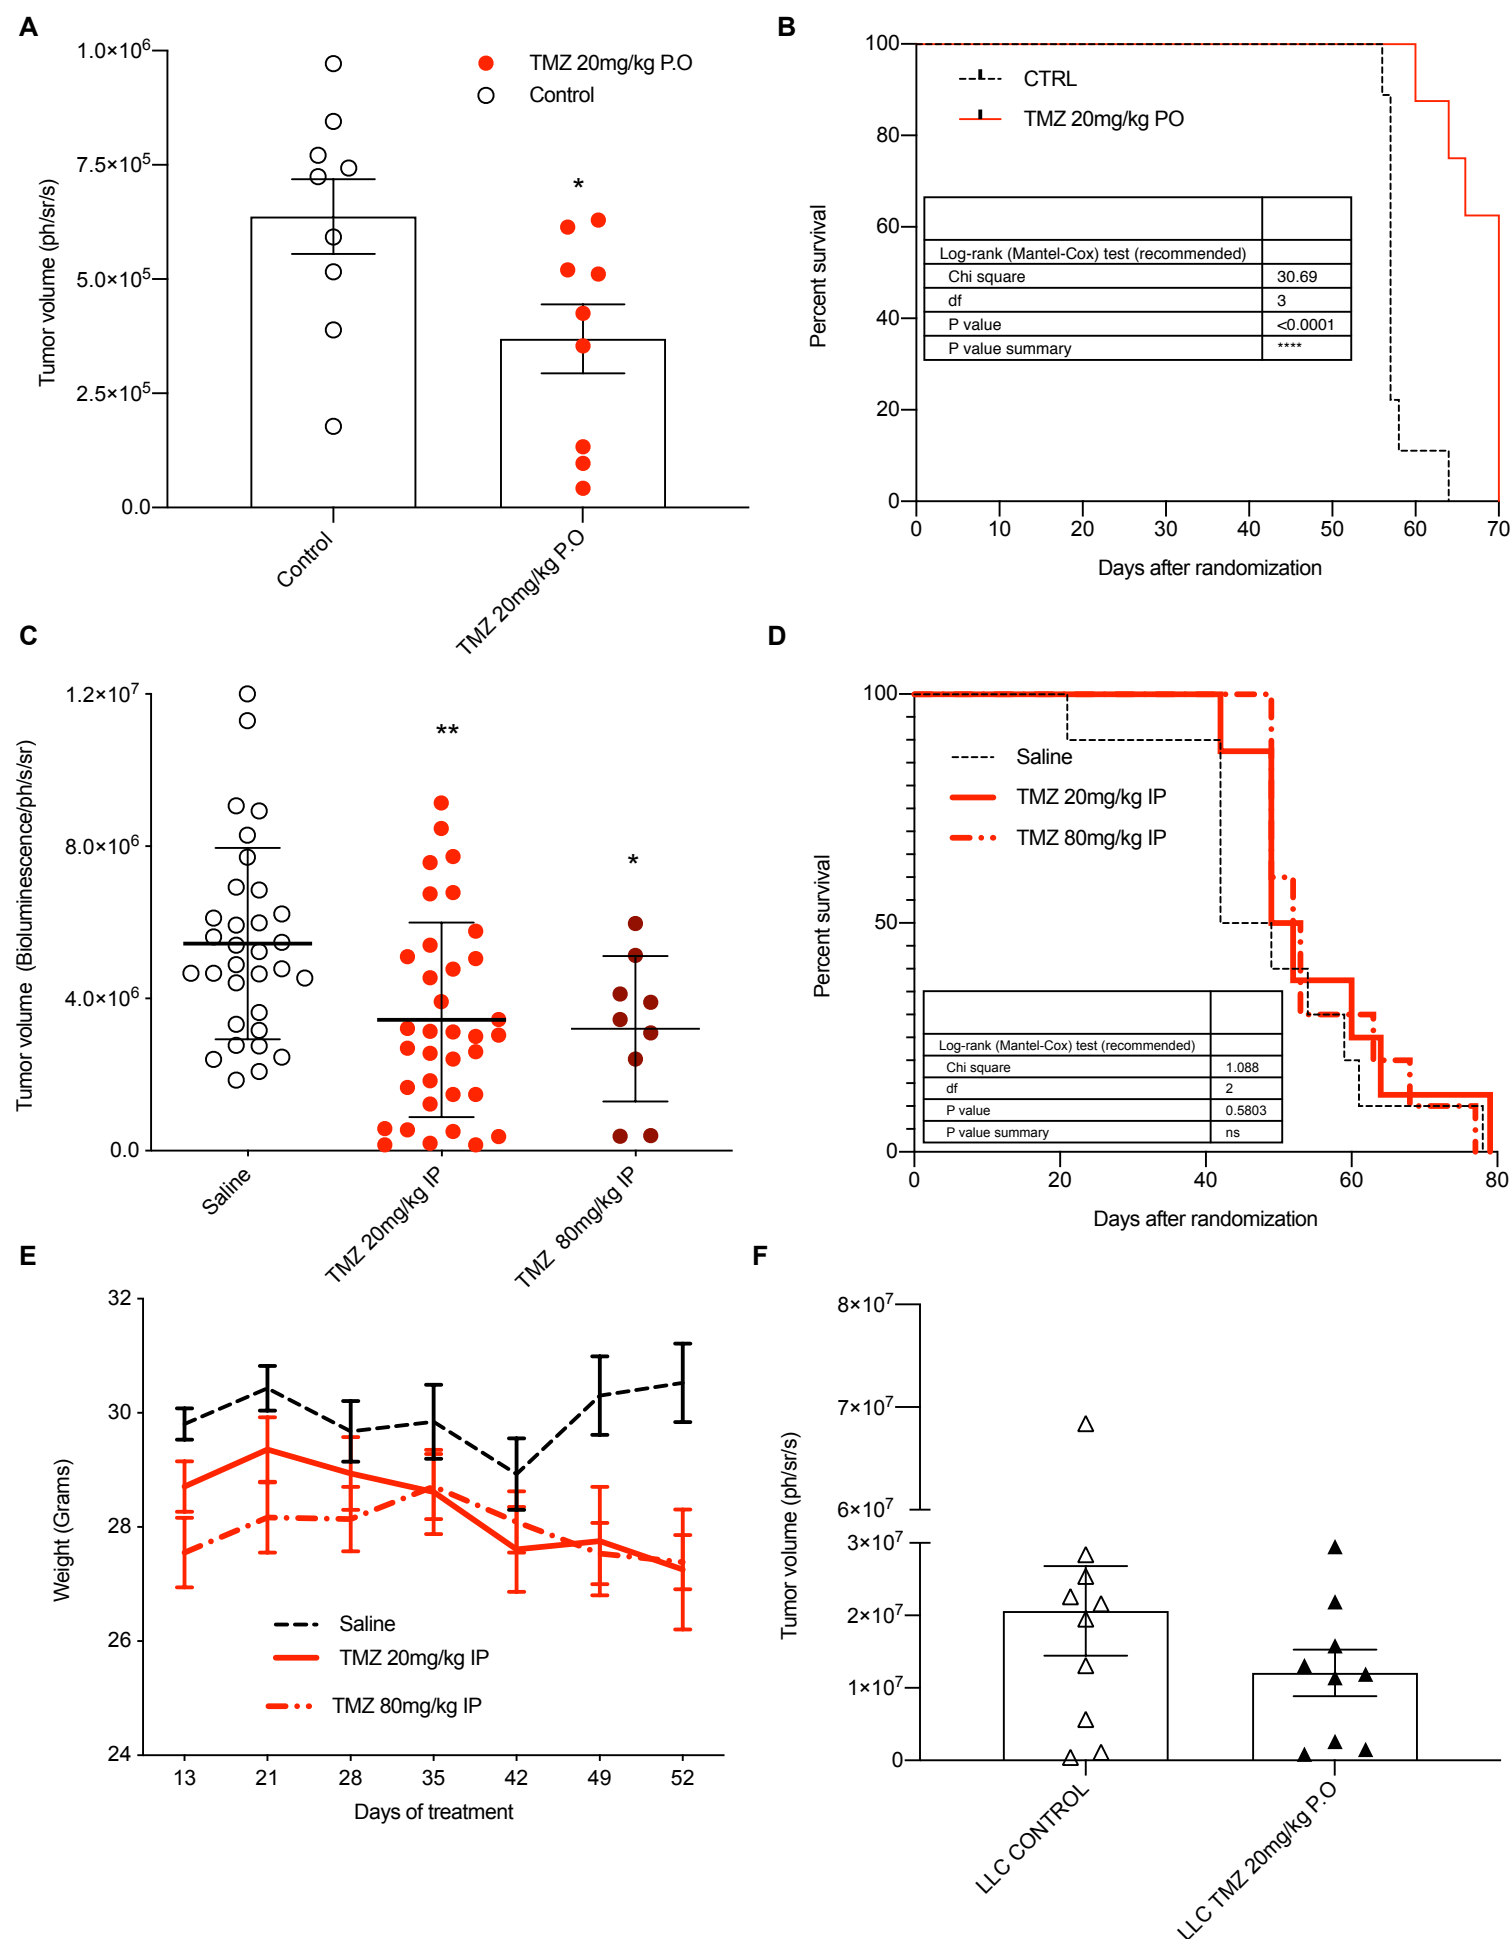 A
Tumor volume (ph/sr/s)
1.0×10⁶
7.5×10⁵
5.0×10⁵
2.5×10⁵
0.0
TMZ 20mg/kg P.O
Control
*
Control
TMZ 20mg/kg P.O
B
Percent survival
100
80
60
40
20
0
CTRL
TMZ 20mg/kg PO
Log-rank (Mantel-Cox) test (recommended)
Chi square 30.69
df 3
P value <0.0001
P value summary ****
0 10 20 30 40 50 60 70
Days after randomization
C
Tumor volume (Bioluminescence/ph/s/sr)
1.2×10⁷
8.0×10⁶
4.0×10⁶
0.0
**
*
Saline
TMZ 20mg/kg IP
TMZ 80mg/kg IP
D
Percent survival
100
50
0
Saline
TMZ 20mg/kg IP
TMZ 80mg/kg IP
Log-rank (Mantel-Cox) test (recommended)
Chi square 1.088
df 2
P value 0.5803
P value summary ns
0 20 40 60 80
Days after randomization
E
Weight (Grams)
32
30
28
26
24
Saline
TMZ 20mg/kg IP
TMZ 80mg/kg IP
13 21 28 35 42 49 52
Days of treatment
F
Tumor volume (ph/sr/s)
8×10⁷
7×10⁷
6×10⁷
3×10⁷
2×10⁷
1×10⁷
0
LLC CONTROL
LLC TMZ 20mg/kg P.O